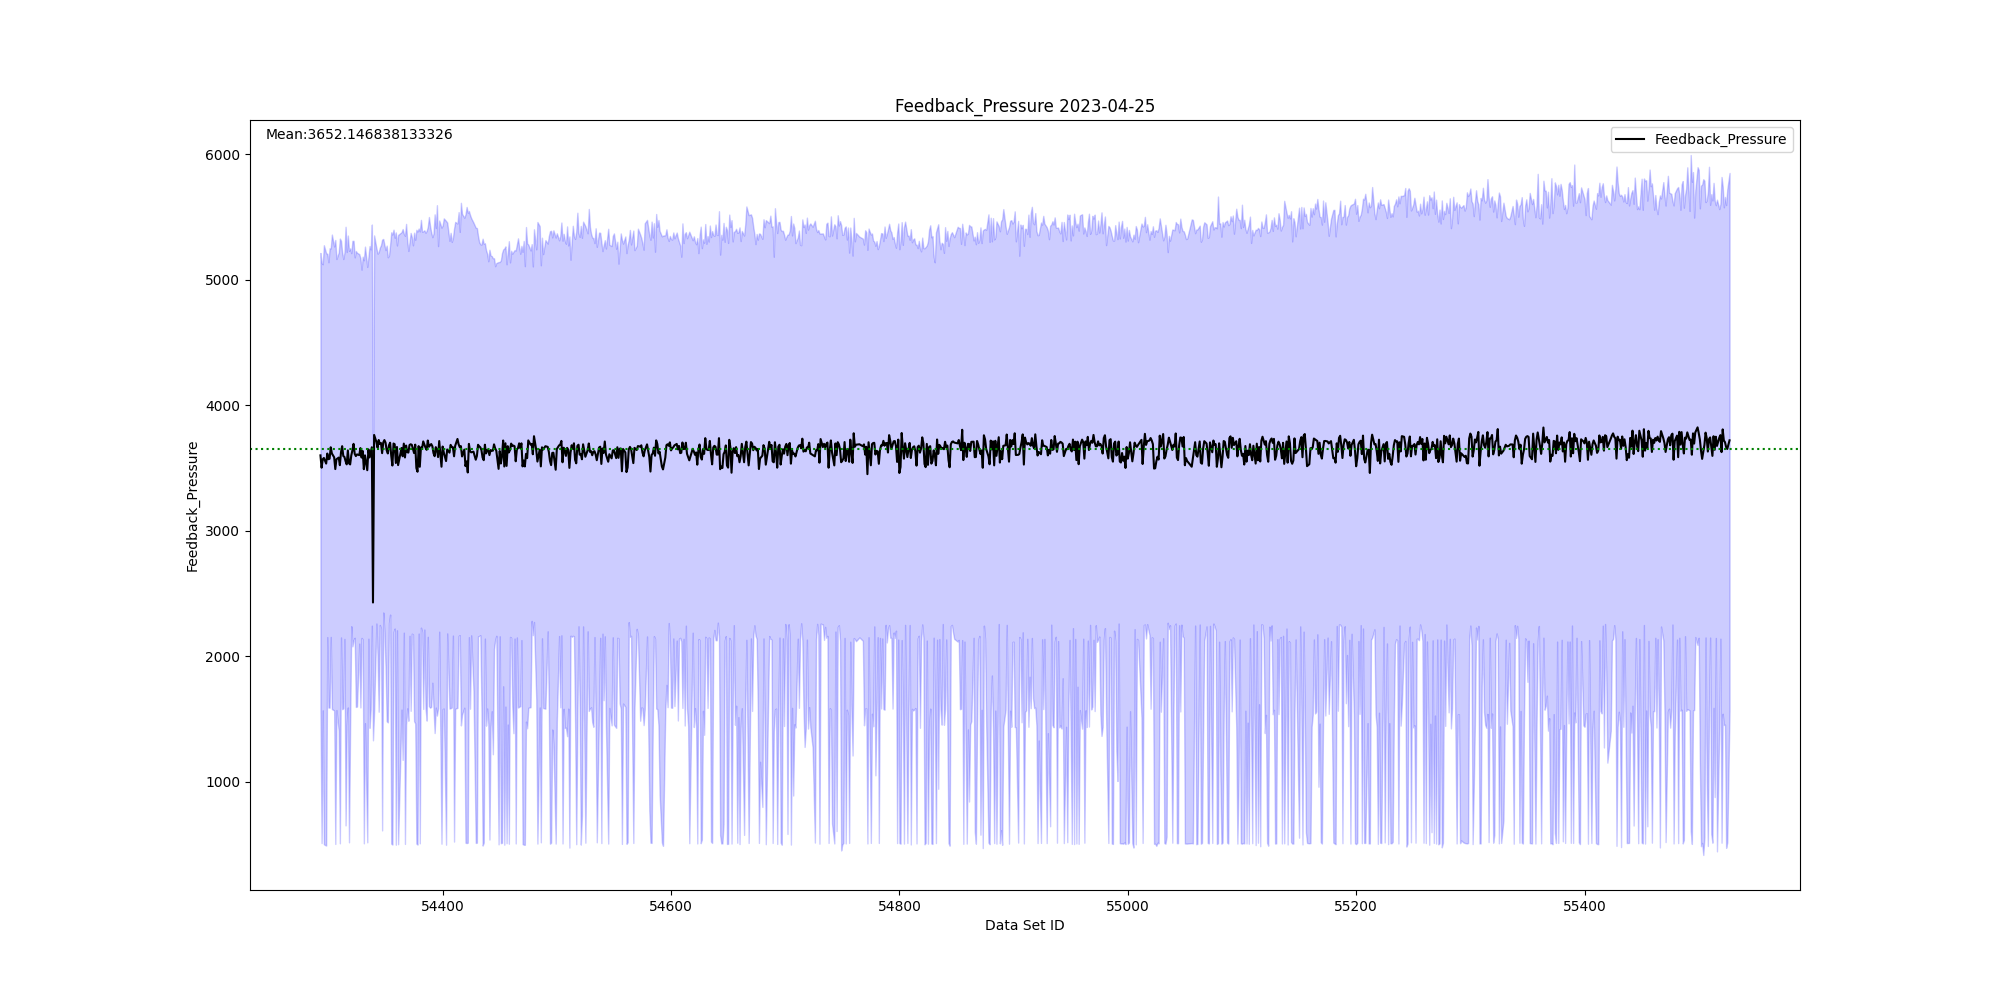 Feedback_Pressure 2023-04-25
Mean:3652.146838133326
Feedback_Pressure
6000
5000
4000
3000
2000
1000
Feedback_Pressure
54400
54600
54800
55000
55200
55400
Data Set ID